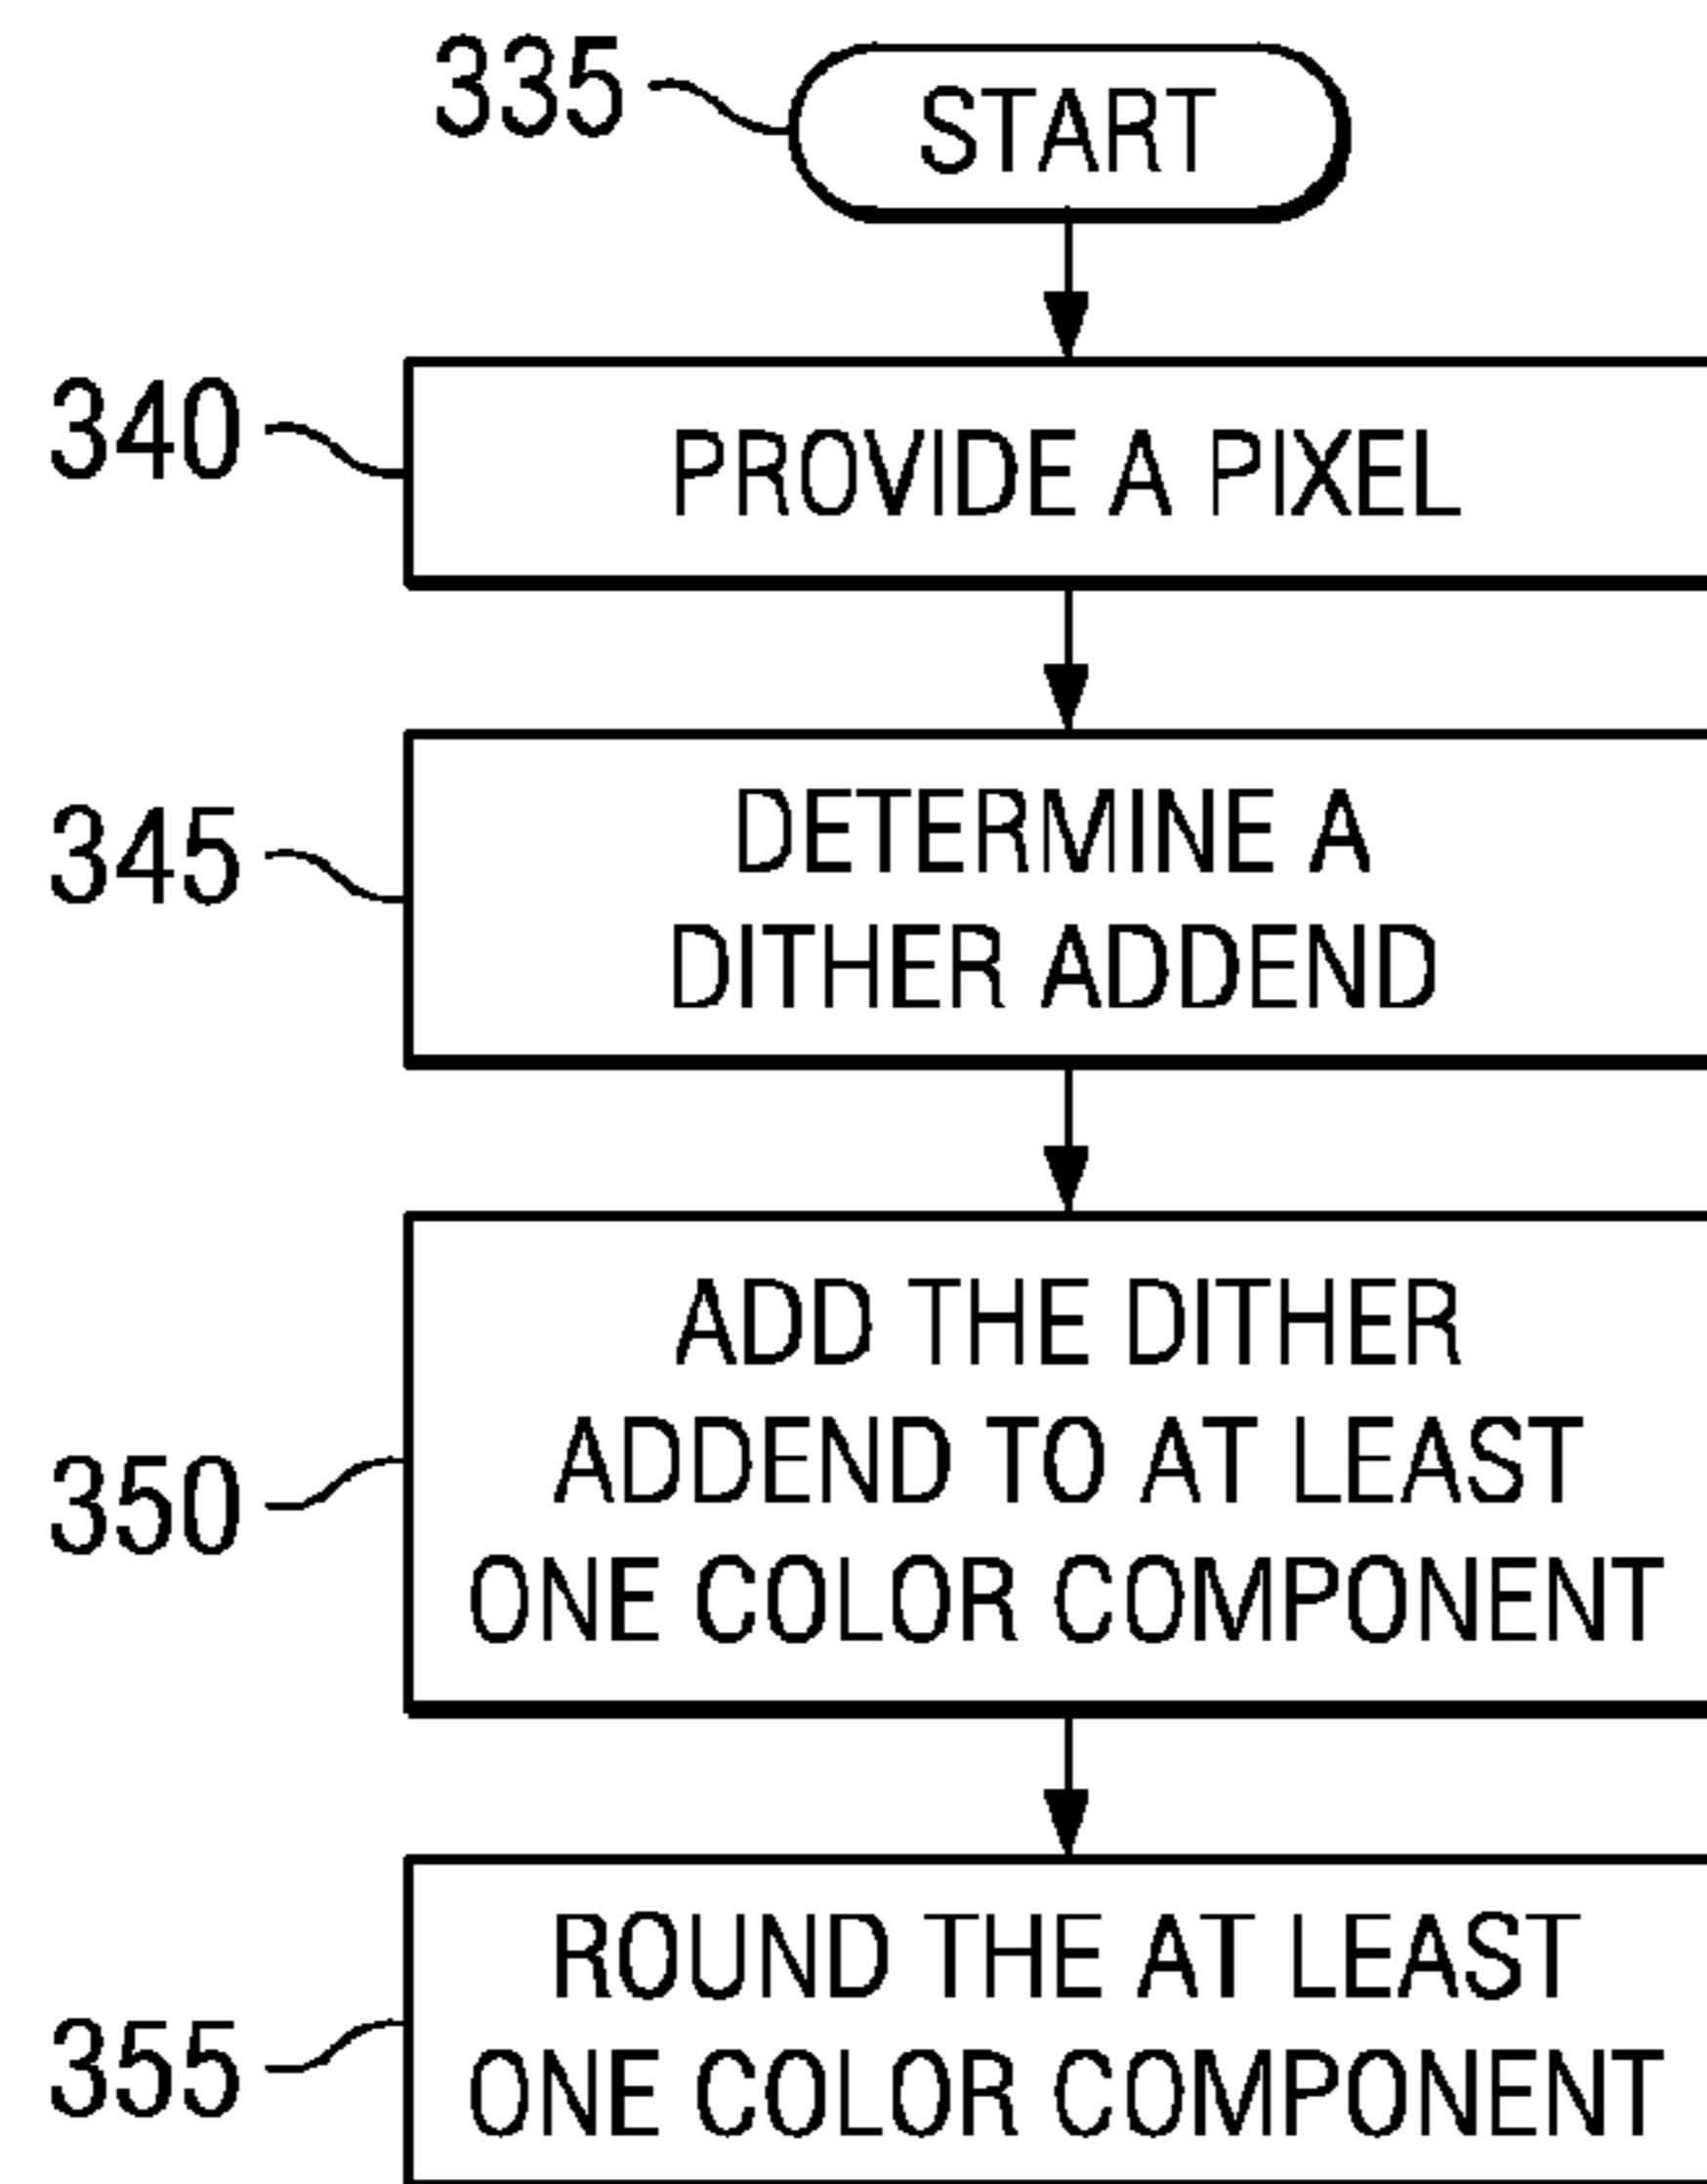 335
START
340
PROVIDE A PIXEL
345
DETERMINE A
DITHER ADDEND
350
ADD THE DITHER
ADDEND TO AT LEAST
ONE COLOR COMPONENT
355
ROUND THE AT LEAST
ONE COLOR COMPONENT